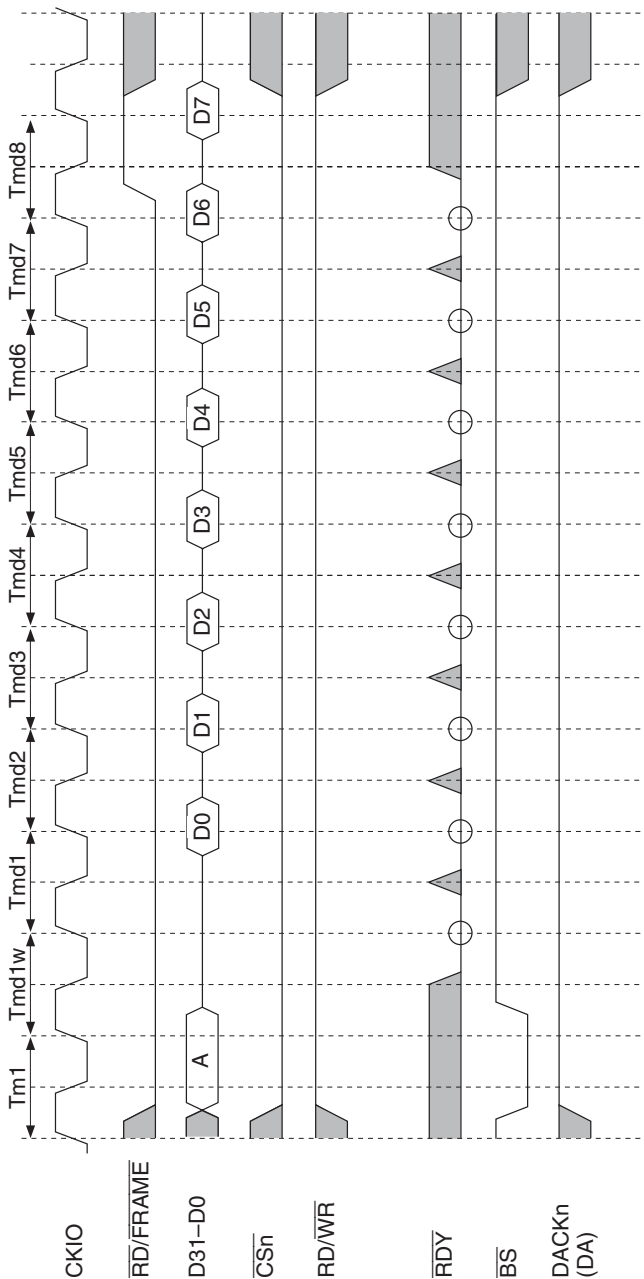 Tm1 Tmd1w Tmd1 Tmd2 Tmd3 Tmd4 Tmd5 Tmd6 Tmd7 Tmd8
CKIO
RD/FRAME
D31–D0 A D0 D1 D2 D3 D4 D5 D6 D7
CSn
RD/WR
RDY
BS
DACKn
(DA)